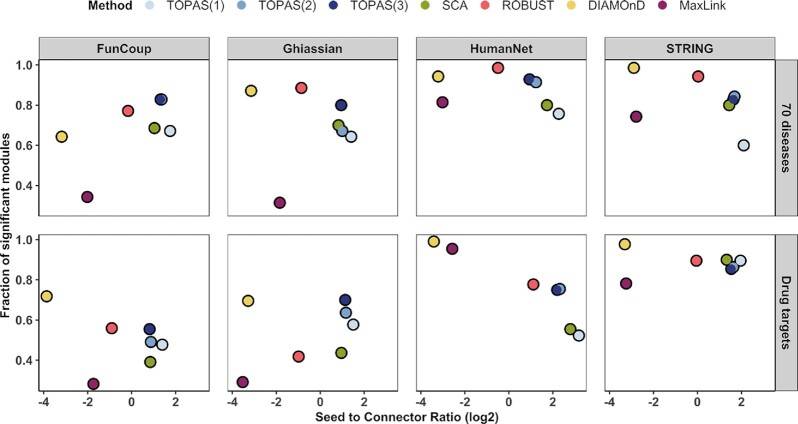 Method TOPAS(1) TOPAS(2) TOPAS(3) SCA ROBUST DIAMOnD MaxLink
FunCoup Ghiassian HumanNet STRING
1.0
0.8
0.6
0.4
70 diseases
1.0
0.8
0.6
0.4
Drug targets
Fraction of significant modules
-4 -2 0 2 -4 -2 0 2 -4 -2 0 2 -4 -2 0 2
Seed to Connector Ratio (log2)